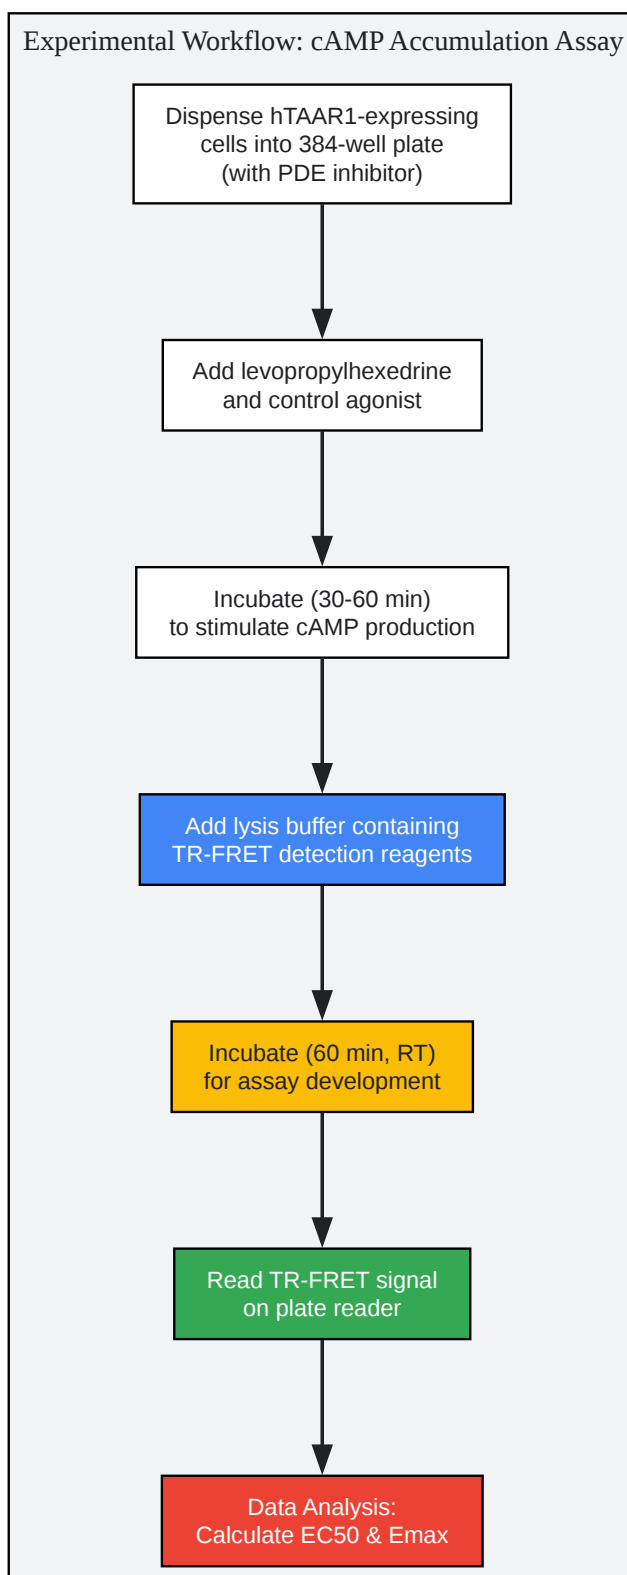 Experimental Workflow: cAMP Accumulation Assay
Dispense hTAAR1-expressing
cells into 384-well plate
(with PDE inhibitor)
Add levopropylhexedrine
and control agonist
Incubate (30-60 min)
to stimulate cAMP production
Add lysis buffer containing
TR-FRET detection reagents
Incubate (60 min, RT)
for assay development
Read TR-FRET signal
on plate reader
Data Analysis:
Calculate EC50 & Emax